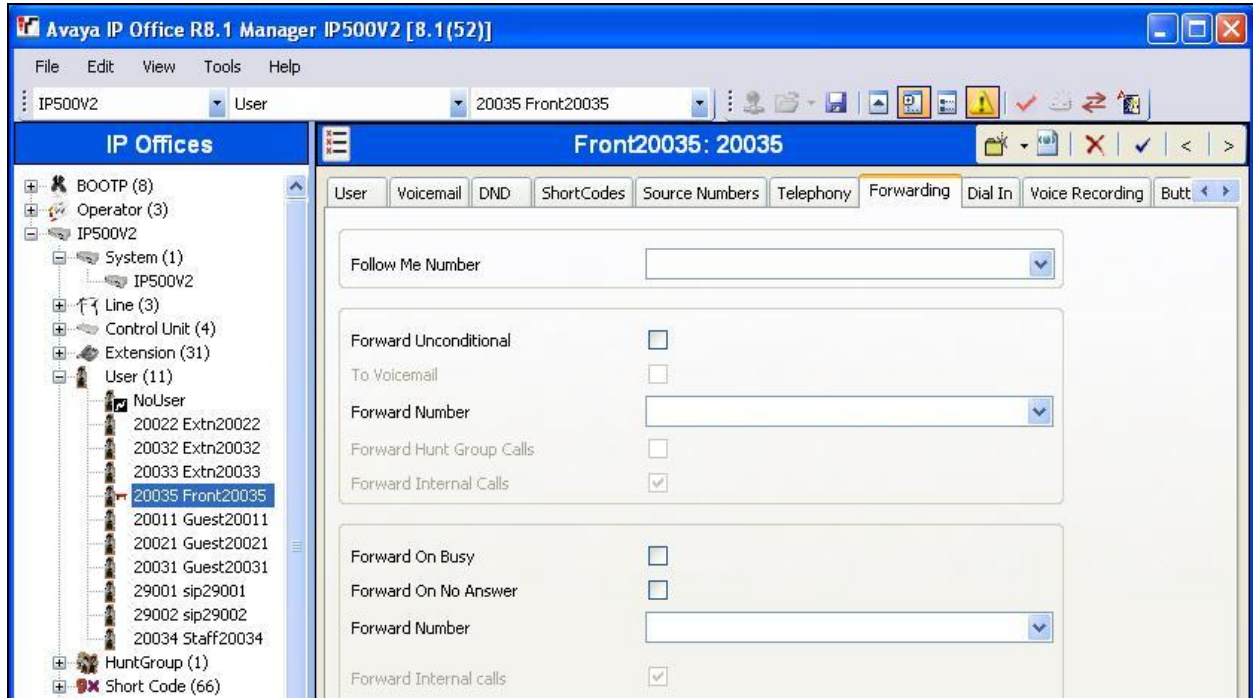 Avaya IP Office R8.1 Manager IP500V2 [8.1(52)]
File Edit View Tools Help
IP500V2 User 20035 Front20035
IP Offices
Front20035: 20035
BOOTP (8)
Operator (3)
IP500V2
System (1)
IP500V2
Line (3)
Control Unit (4)
Extension (31)
User (11)
NoUser
20022 Extn20022
20032 Extn20032
20033 Extn20033
20035 Front20035
20011 Guest20011
20021 Guest20021
20031 Guest20031
29001 sip29001
29002 sip29002
20034 Staff20034
HuntGroup (1)
Short Code (66)
User Voicemail DND ShortCodes Source Numbers Telephony Forwarding Dial In Voice Recording Butt
Follow Me Number
Forward Unconditional
To Voicemail
Forward Number
Forward Hunt Group Calls
Forward Internal Calls
Forward On Busy
Forward On No Answer
Forward Number
Forward Internal calls